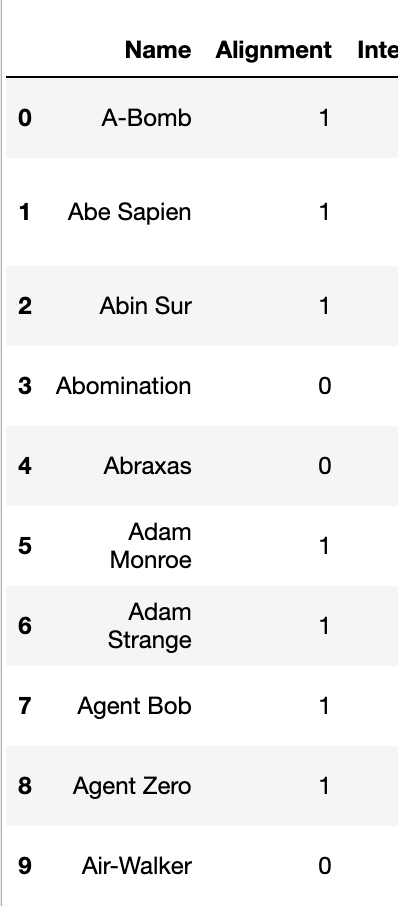 Name Alignment Inte
0 A-Bomb 1
1 Abe Sapien 1
2 Abin Sur 1
3 Abomination 0
4 Abraxas 0
5 Adam Monroe 1
6 Adam Strange 1
7 Agent Bob 1
8 Agent Zero 1
9 Air-Walker 0